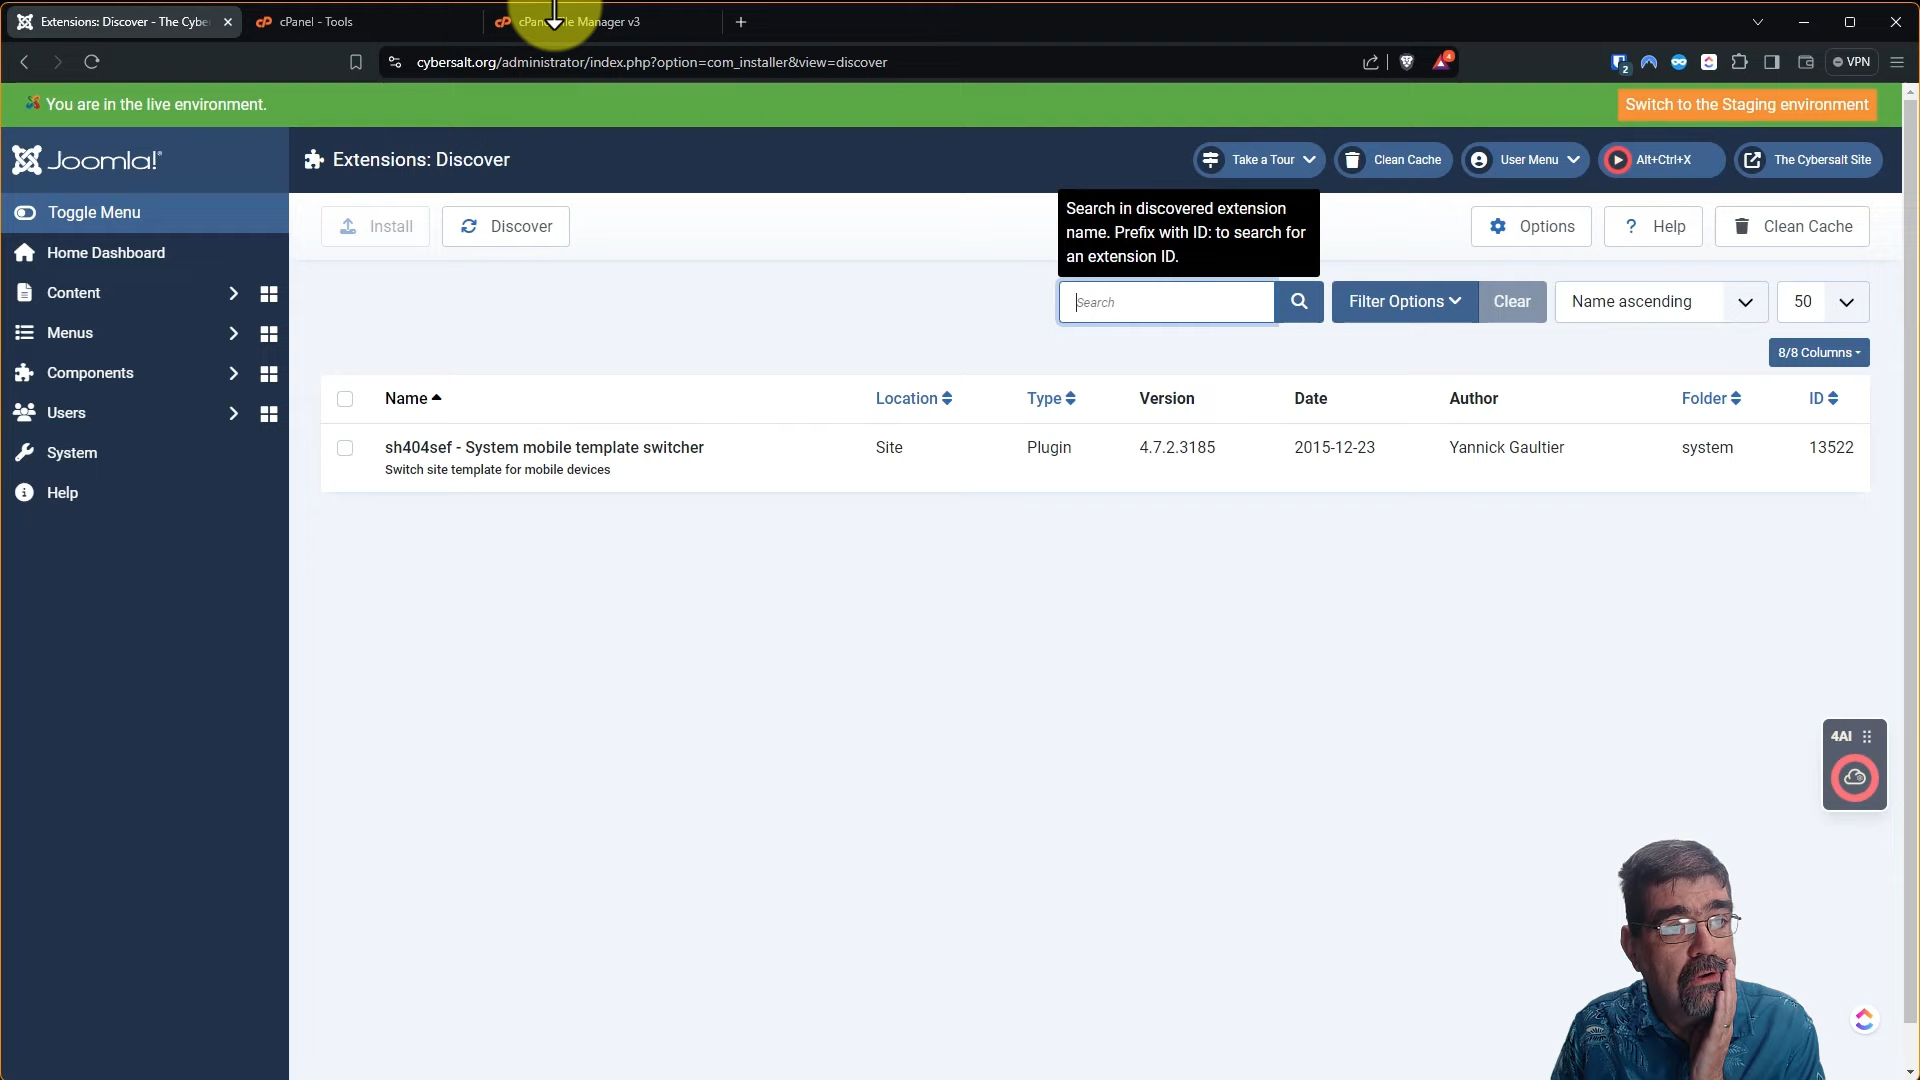 Extensions: Discover - The Cybe
cPanel - Tools
cPan le Manager v3
cybersalt.org/administrator/index.php?option=com_installer&view=discover
4
2
VPN
You are in the live environment.
Switch to the Staging environment
Joomla!
Extensions: Discover
Take a Tour
Clean Cache
User Menu
Alt+Ctrl+X
The Cybersalt Site
Toggle Menu
Home Dashboard
Content
Menus
Components
Users
System
Help
Install
Discover
Search in discovered extension
name. Prefix with ID: to search for
an extension ID.
Options
Help
Clean Cache
Search
Filter Options
Clear
Name ascending
50
8/8 Columns
Name
Location
Type
Version
Date
Author
Folder
ID
sh404sef - System mobile template switcher
Site
Plugin
4.7.2.3185
2015-12-23
Yannick Gaultier
system
13522
Switch site template for mobile devices
4AI